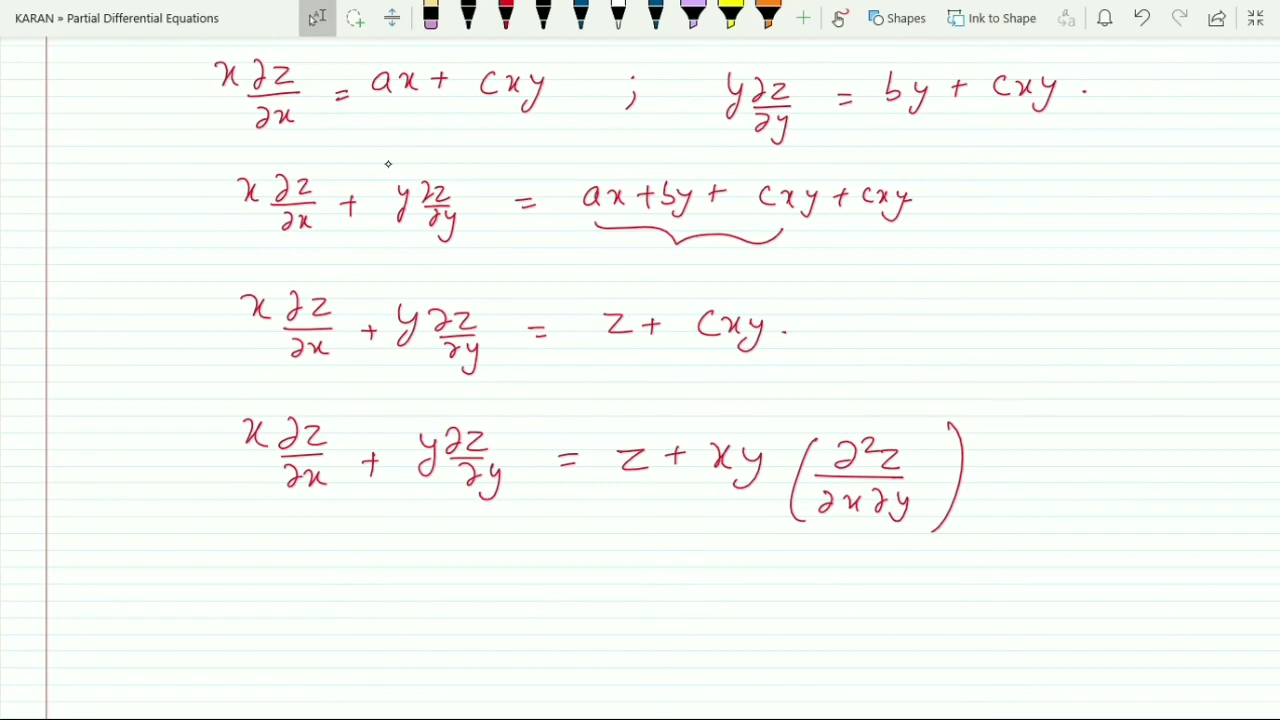 KARAN » Partial Differential Equations Shapes Ink to Shape
x ∂z/∂x = ax + cxy ; y ∂z/∂y = by + cxy .
x ∂z/∂x + y ∂z/∂y = ax + by + cxy + cxy
x ∂z/∂x + y ∂z/∂y = z + cxy .
x ∂z/∂x + y ∂z/∂y = z + xy ( ∂²z/∂x∂y )